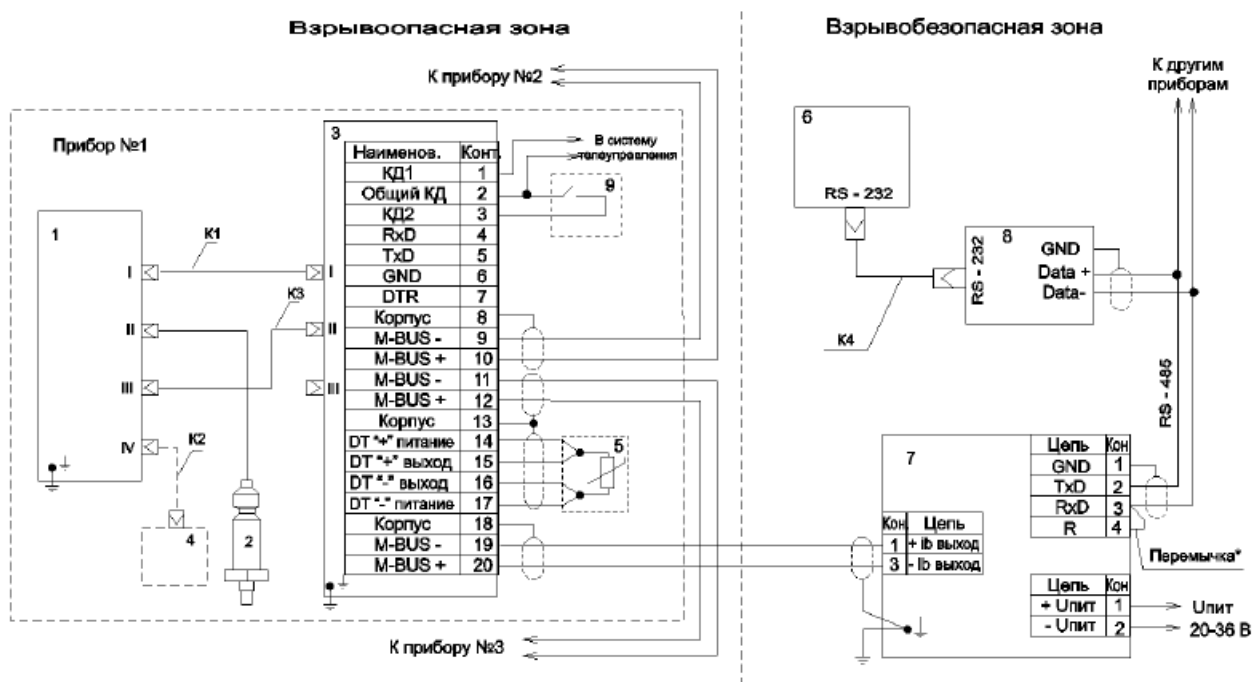 Взрывоопасная зона
Взрывобезопасная зона
К прибору №2
К другим
приборам
Прибор №1
3
Наименов. Конт.
КД1 1
Общий КД 2
КД2 3
RxD 4
TxD 5
GND 6
DTR 7
Корпус 8
M-BUS - 9
M-BUS + 10
M-BUS - 11
M-BUS + 12
Корпус 13
DT "+" питание 14
DT "+" выход 15
DT "-" выход 16
DT "-" питание 17
Корпус 18
M-BUS - 19
M-BUS + 20
В систему
телеуправления
9
1
К1
I
I
К3
II
II
III
III
IV
К2
4
2
5
К прибору №3
6
RS - 232
8
RS - 232
GND
Data +
Data-
К4
RS - 485
7
Цепь Кон
GND 1
TxD 2
RxD 3
R 4
Перемычка*
Кон Цепь
1 + ib выход
3 - ib выход
Цепь Кон
+ Uпит 1
- Uпит 2
Uпит
20-36 В